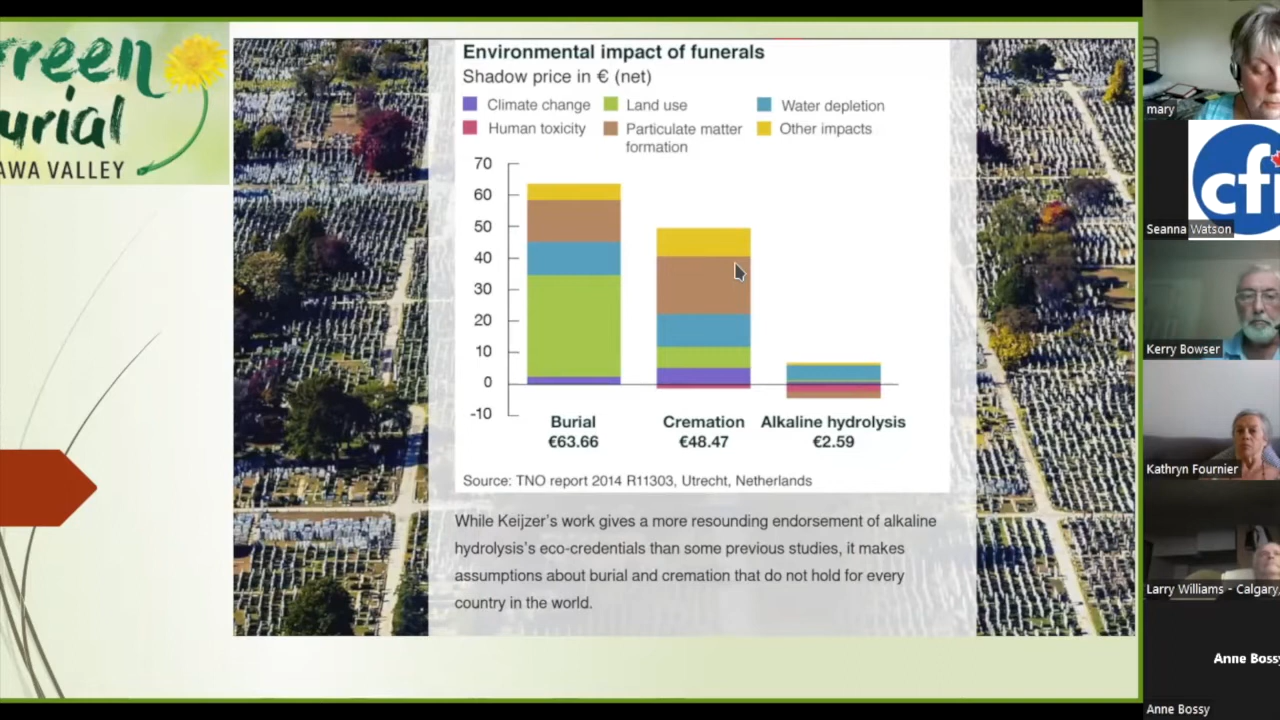 reen
urial
AWA VALLEY
Environmental impact of funerals
Shadow price in € (net)
Climate change
Land use
Water depletion
Human toxicity
Particulate matter
formation
Other impacts
70
60
50
40
30
20
10
0
-10
Burial
€63.66
Cremation
€48.47
Alkaline hydrolysis
€2.59
Source: TNO report 2014 R11303, Utrecht, Netherlands
While Keijzer's work gives a more resounding endorsement of alkaline
hydrolysis's eco-credentials than some previous studies, it makes
assumptions about burial and cremation that do not hold for every
country in the world.
mary
cfi
Seanna Watson
Kerry Bowser
Kathryn Fournier
Larry Williams - Calgary,
Anne Bossy
Anne Bossy